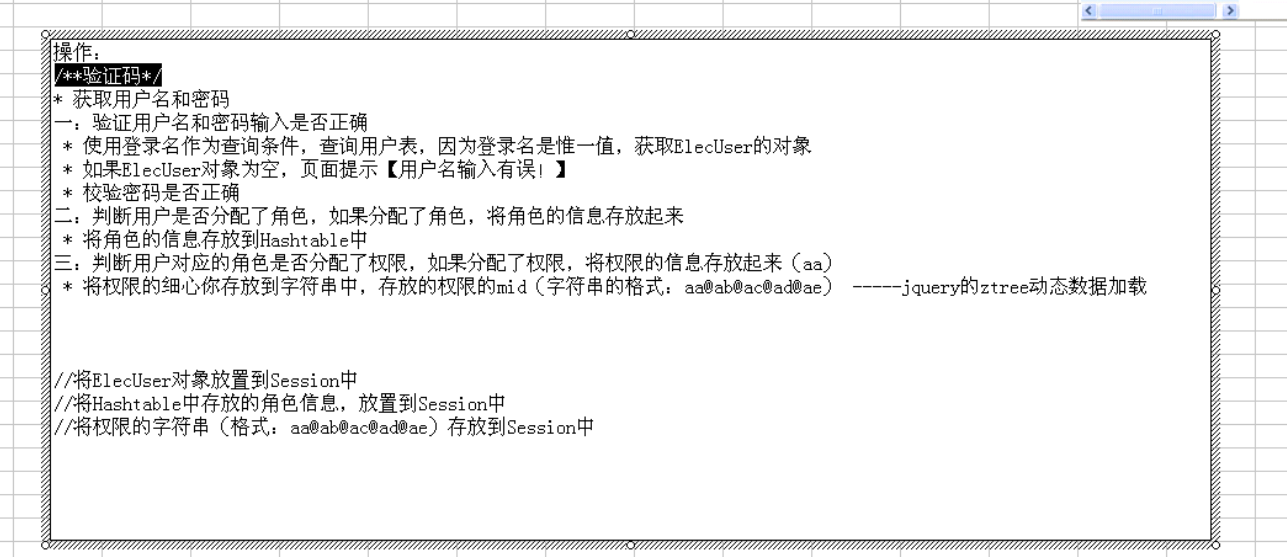 操作：
/**验证码*/
* 获取用户名和密码
一：验证用户名和密码输入是否正确
* 使用登录名作为查询条件，查询用户表，因为登录名是惟一值，获取ElecUser的对象
* 如果ElecUser对象为空，页面提示【用户名输入有误！】
* 校验密码是否正确
二：判断用户是否分配了角色，如果分配了角色，将角色的信息存放起来
* 将角色的信息存放到Hashtable中
三：判断用户对应的角色是否分配了权限，如果分配了权限，将权限的信息存放起来（aa）
* 将权限的细心你存放到字符串中，存放的权限的mid（字符串的格式：aa@ab@ac@ad@ae） -----jquery的ztree动态数据加载
//将ElecUser对象放置到Session中
//将Hashtable中存放的角色信息，放置到Session中
//将权限的字符串（格式：aa@ab@ac@ad@ae）存放到Session中